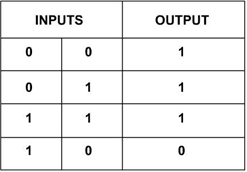 INPUTS OUTPUT
0 0 1
0 1 1
1 1 1
1 0 0